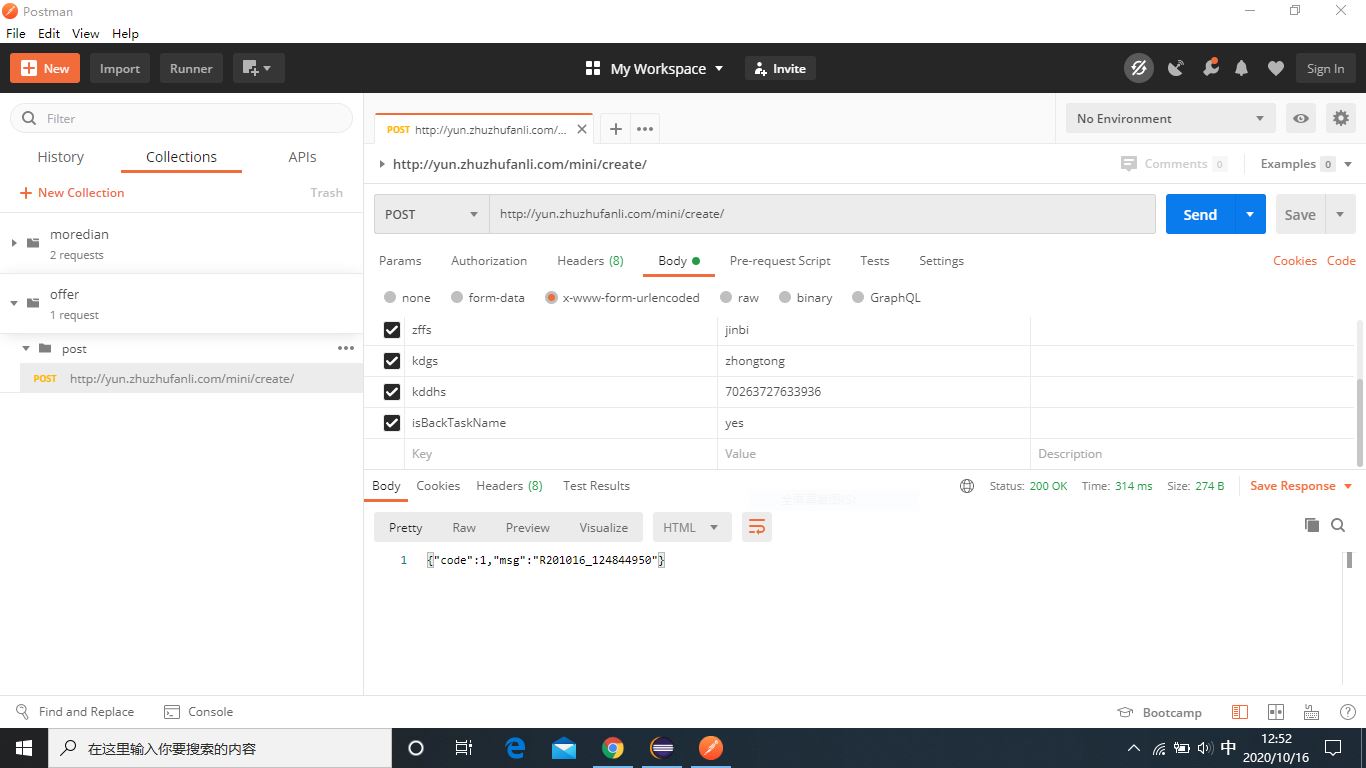 Postman
File Edit View Help
New Import Runner My Workspace Invite Sign In
Filter
History Collections APIs
New Collection Trash
moredian
2 requests
offer
1 request
post
POST http://yun.zhuzhufanli.com/mini/create/
POST http://yun.zhuzhufanli.com/... No Environment
http://yun.zhuzhufanli.com/mini/create/ Comments 0 Examples 0
POST http://yun.zhuzhufanli.com/mini/create/ Send Save
Params Authorization Headers (8) Body Pre-request Script Tests Settings Cookies Code
none form-data x-www-form-urlencoded raw binary GraphQL
zffs jinbi
kdgs zhongtong
kddhs 70263727633936
isBackTaskName yes
Key Value Description
Body Cookies Headers (8) Test Results Status: 200 OK Time: 314 ms Size: 274 B Save Response
Pretty Raw Preview Visualize HTML
1 {"code":1,"msg":"R201016_124844950"}
Find and Replace Console Bootcamp
在这里输入你要搜索的内容 中 12:52
2020/10/16